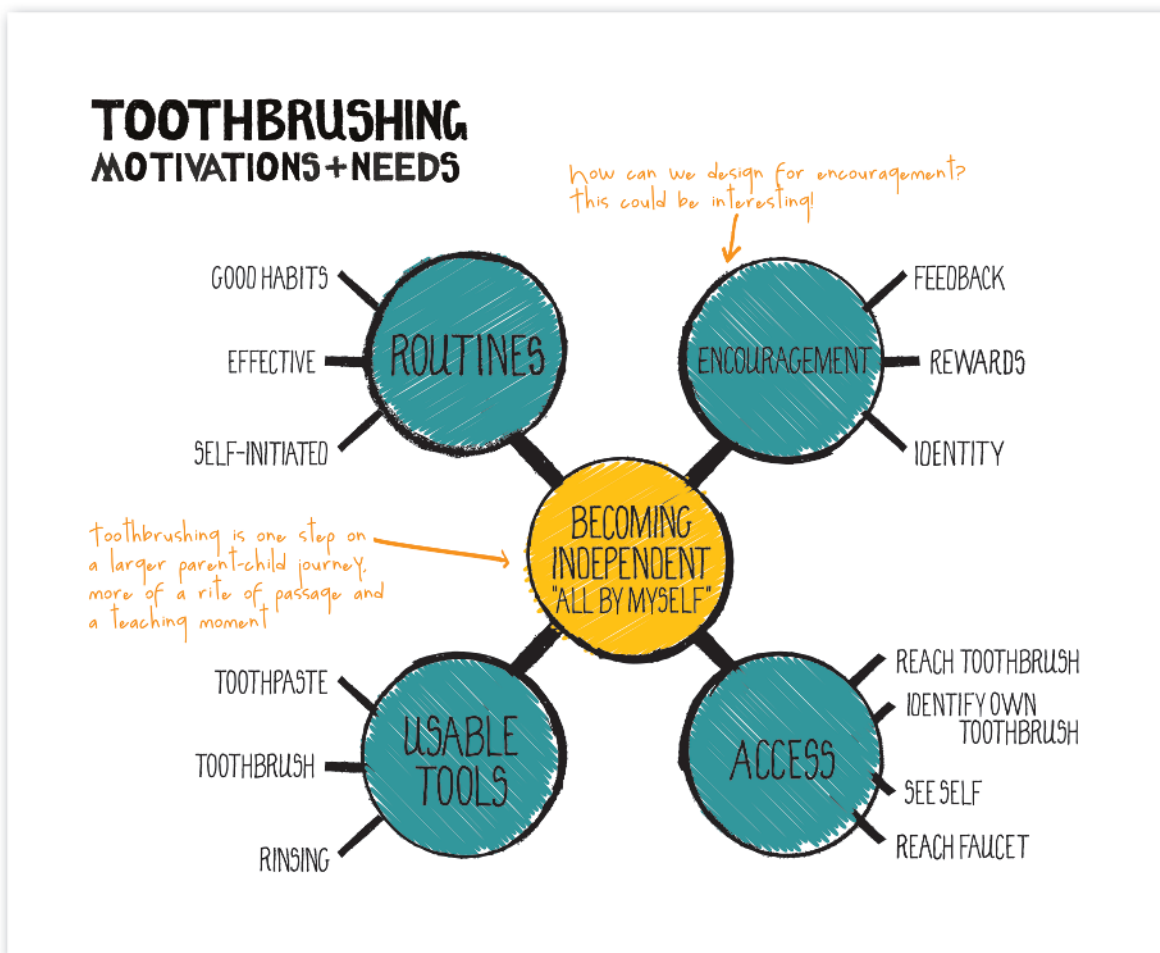 TOOTHBRUSHING
MOTIVATIONS+NEEDS
how can we design for encouragement?
this could be interesting!
GOOD HABITS
EFFECTIVE
SELF-INITIATED
ROUTINES
ENCOURAGEMENT
FEEDBACK
REWARDS
IDENTITY
toothbrushing is one step on
a larger parent-child journey,
more of a rite of passage and
a teaching moment
BECOMING
INDEPENDENT
"ALL BY MYSELF"
TOOTHPASTE
TOOTHBRUSH
RINSING
USABLE
TOOLS
ACCESS
REACH TOOTHBRUSH
IDENTIFY OWN
TOOTHBRUSH
SEE SELF
REACH FAUCET